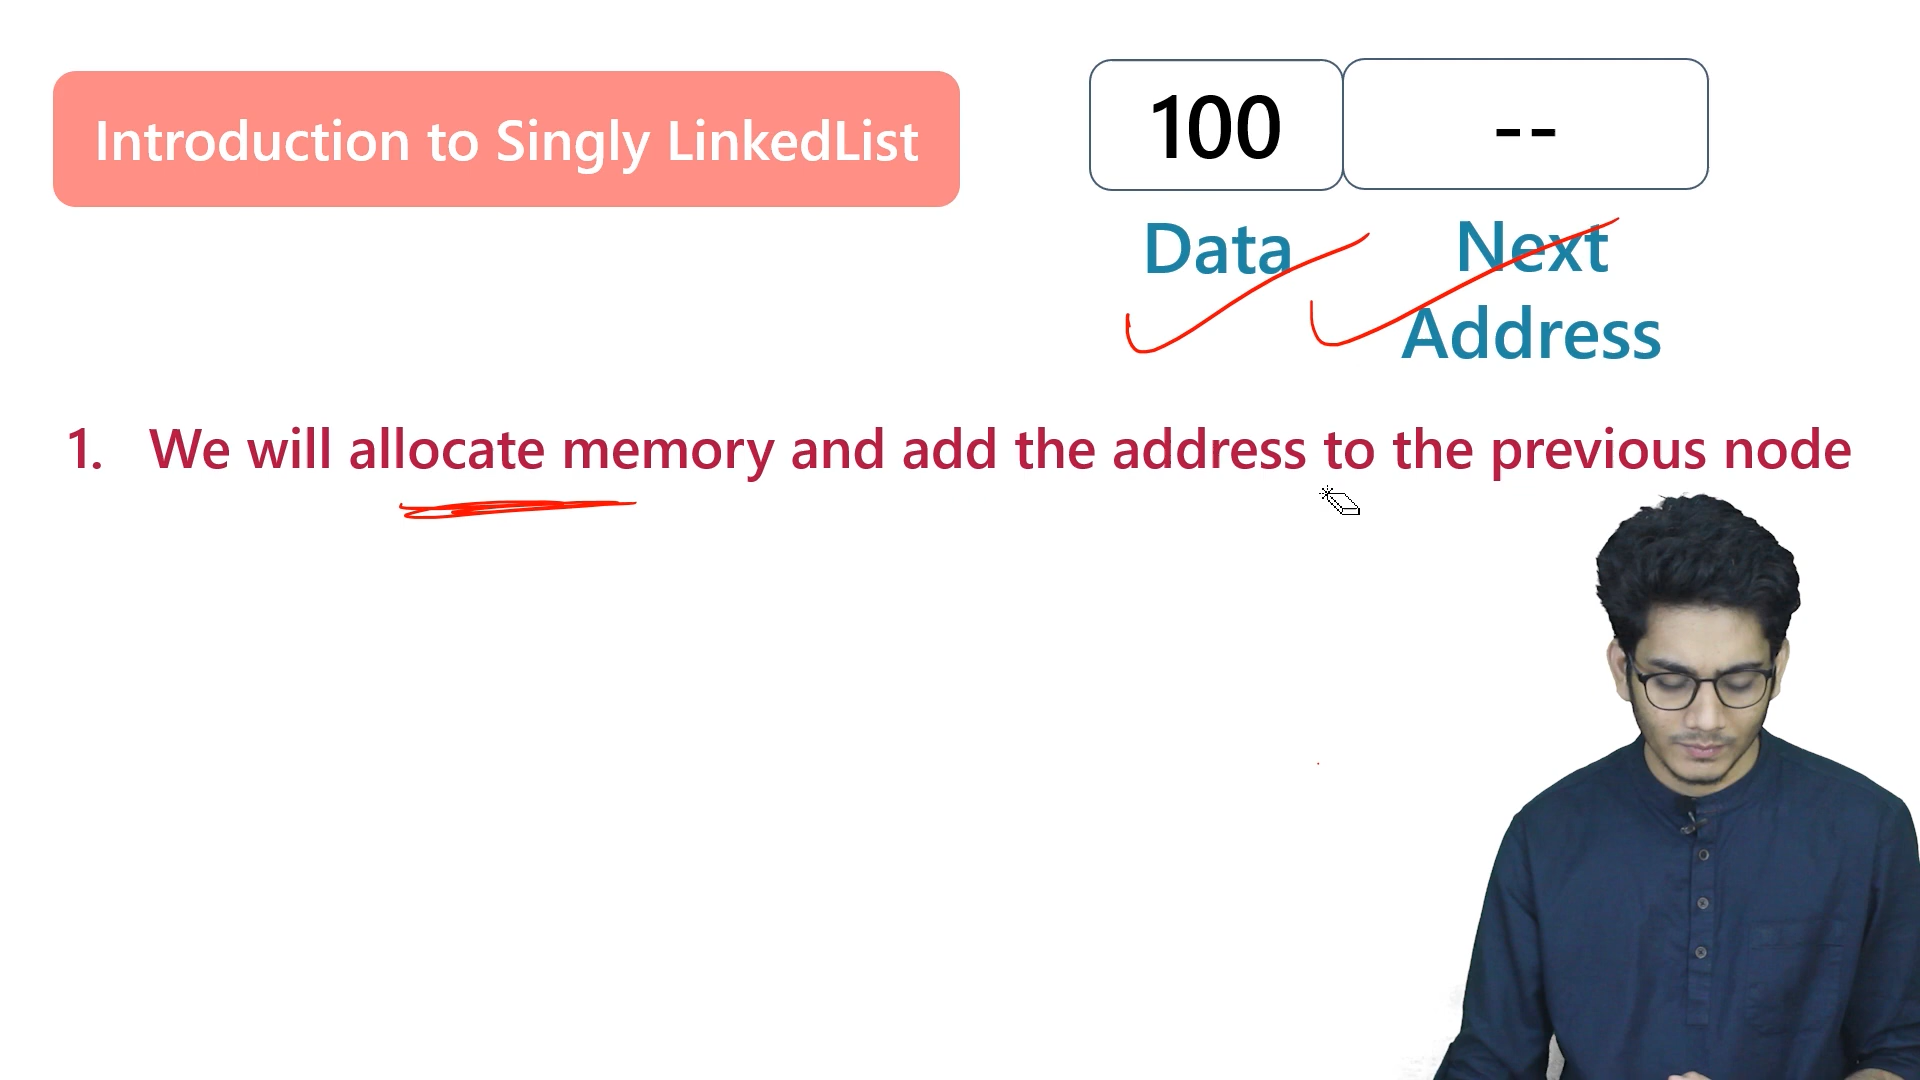 Introduction to Singly LinkedList
100 --
Data Next
Address
1. We will allocate memory and add the address to the previous node